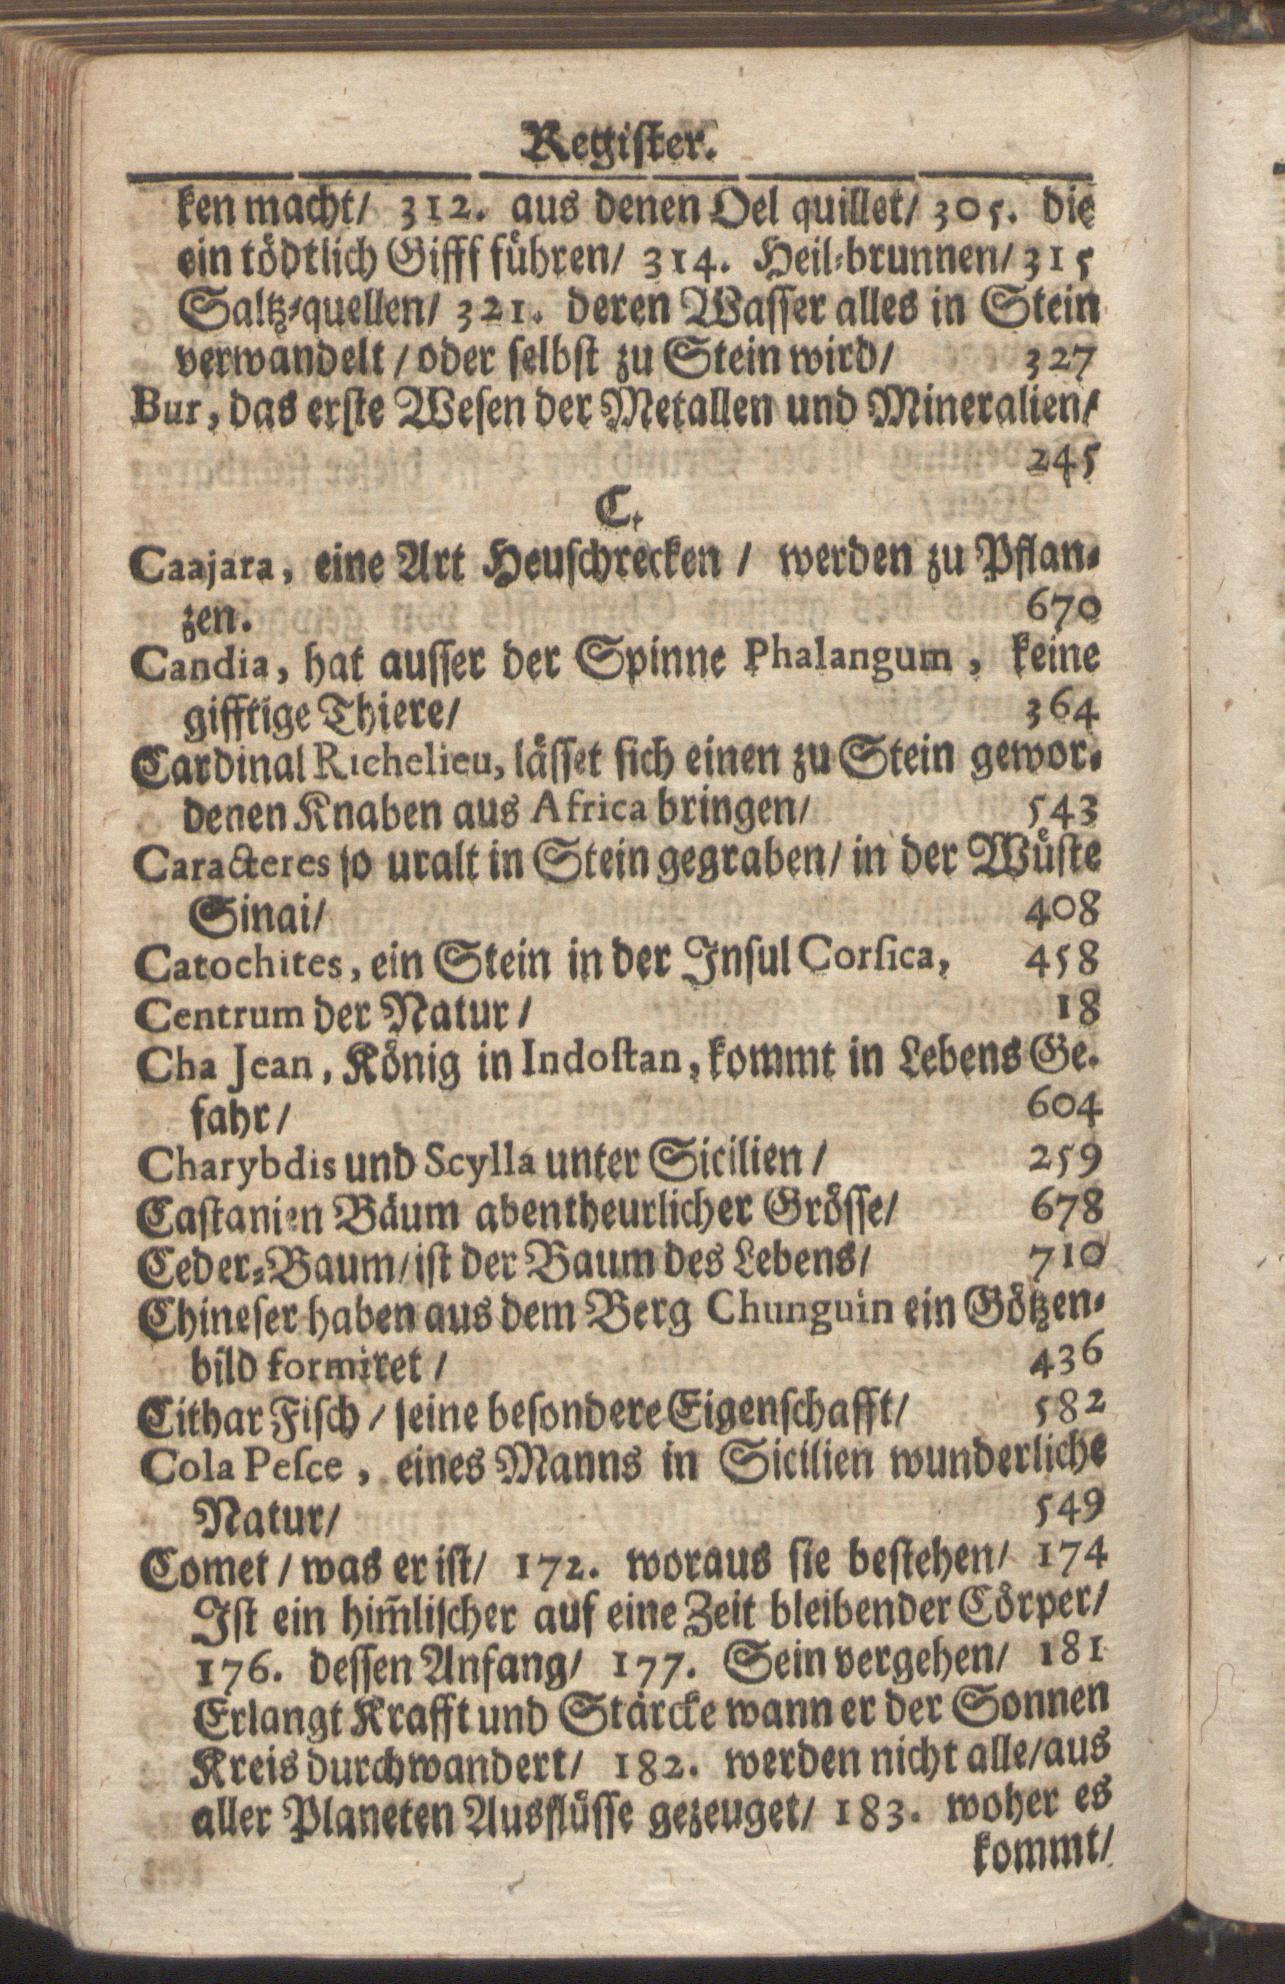 Register.
ken macht/ 312. aus denen Oel quillet/ 305. die
ein tödtlich Gifft führen/ 314. Heil-brunnen/ 315
Saltz-quellen/ 321. deren Wasser alles in Stein
verwandelt / oder selbst zu Stein wird/ 327
Bur, das erste Wesen der Metallen und Mineralien/
245
C.
Caajara, eine Art Heuschrecken / werden zu Pflan-
zen. 670
Candia, hat ausser der Spinne Phalangum, keine
gifftige Thiere/ 364
Cardinal Richelieu, lässet sich einen zu Stein gewor-
denen Knaben aus Africa bringen/ 543
Caracteres so uralt in Stein gegraben/ in der Wüste
Sinai/ 408
Catochites, ein Stein in der Insul Corsica, 458
Centrum der Natur / 18
Cha Jean, König in Indostan, kommt in Lebens Ge-
fahr / 604
Charybdis und Scylla unter Sicilien / 259
Castanien Bäum abentheurlicher Grösse/ 678
Ceder-Baum/ ist der Baum des Lebens/ 710
Chineser haben aus dem Berg Chunguin ein Götzen-
bild formiret / 436
Cithar Fisch / seine besondere Eigenschafft/ 582
Cola Pesce, eines Manns in Sicilien wunderliche
Natur/ 549
Comet / was er ist/ 172. woraus sie bestehen/ 174
Ist ein him̄lischer auf eine Zeit bleibender Cörper/
176. dessen Anfang/ 177. Sein vergehen/ 181
Erlangt Krafft und Stärcke wann er der Sonnen
Kreis durchwandert/ 182. werden nicht alle/ aus
aller Planeten Ausflüsse gezeuget/ 183. woher es
kommt/